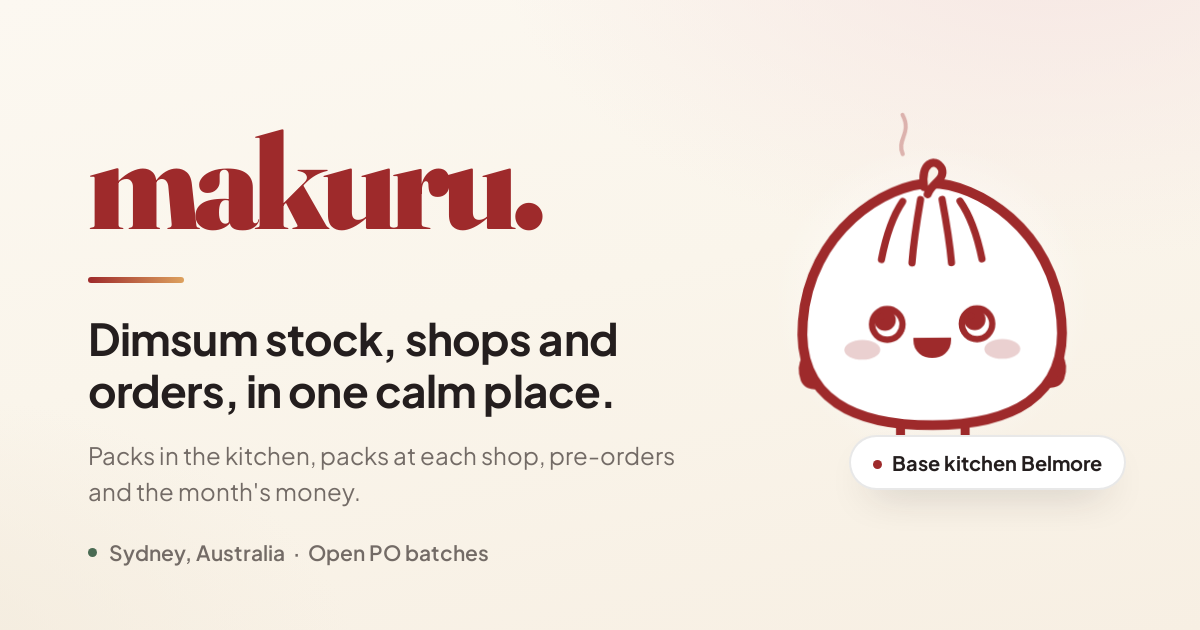 makuru.
Dimsum stock, shops and
orders, in one calm place.
Packs in the kitchen, packs at each shop, pre-orders
and the month's money.
Sydney, Australia · Open PO batches
Base kitchen Belmore